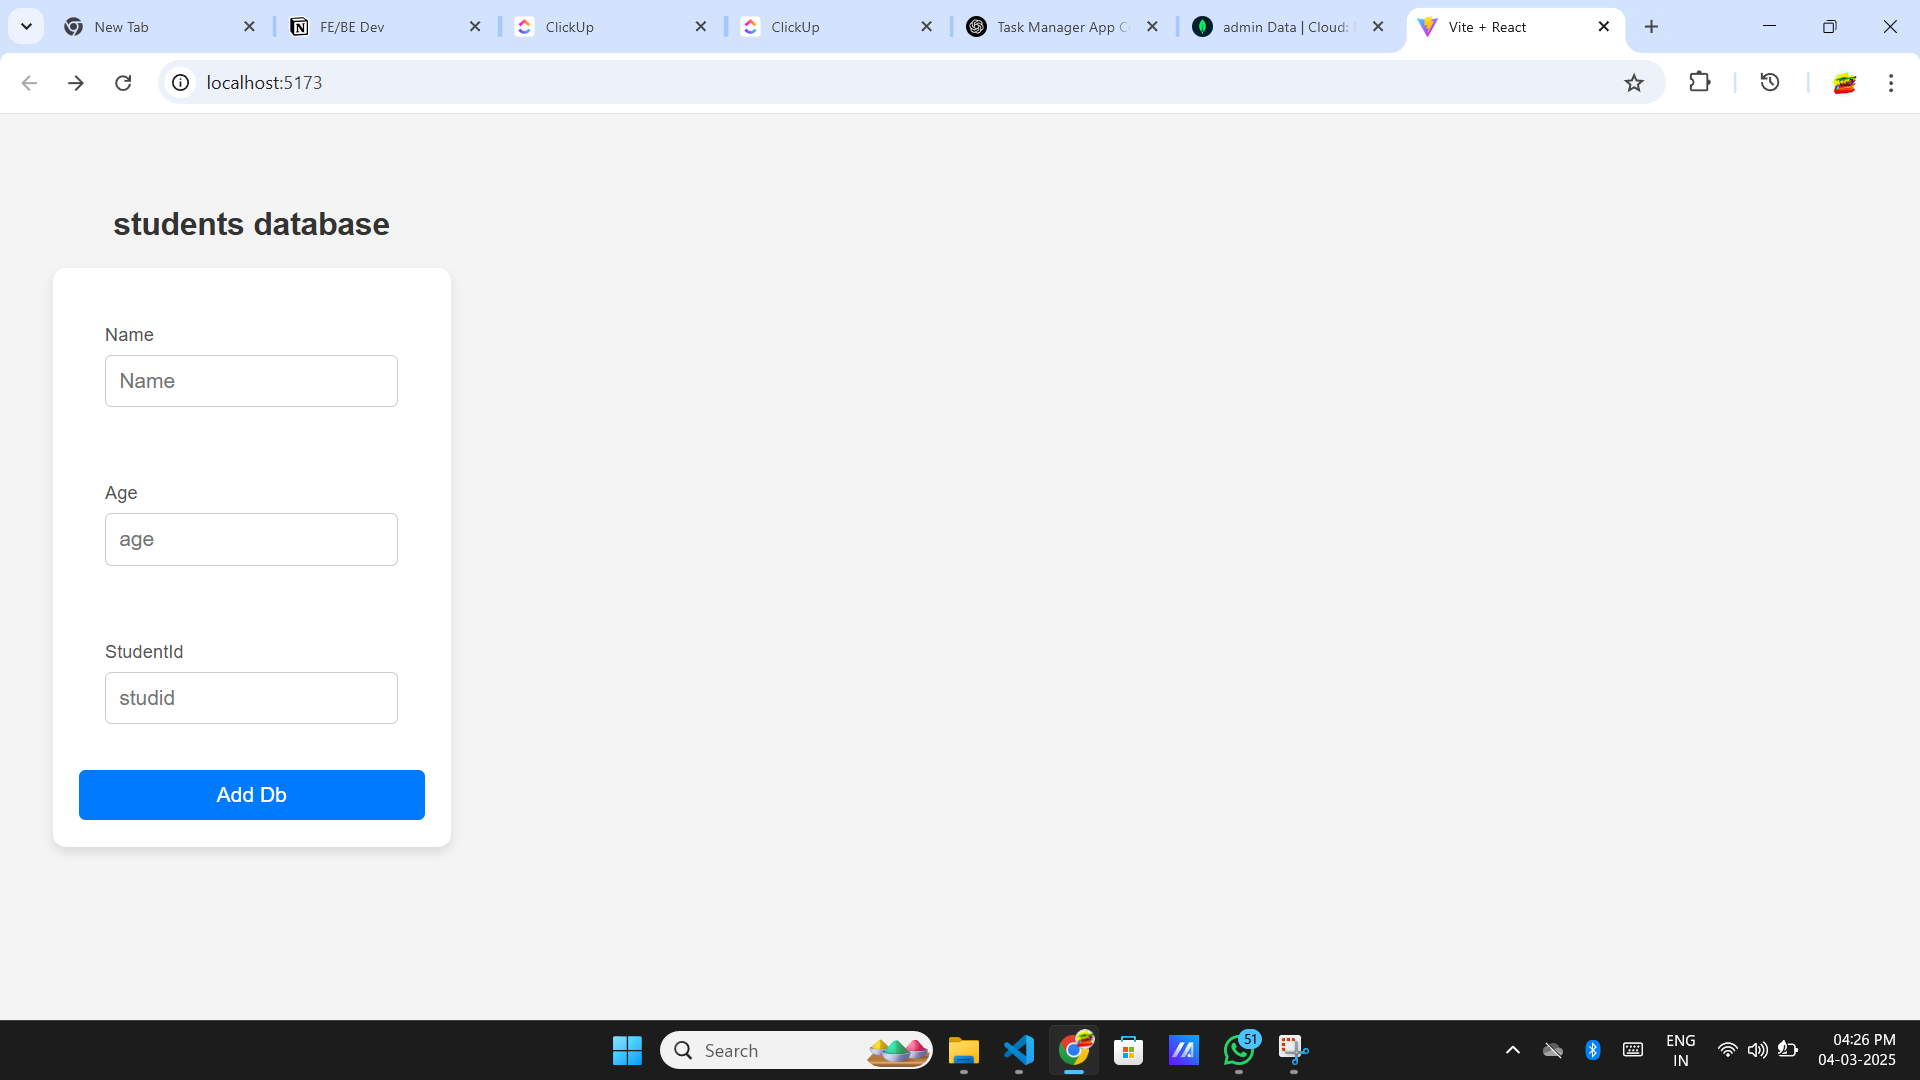 New Tab
FE/BE Dev
ClickUp
ClickUp
Task Manager App C
admin Data | Cloud:
Vite + React
localhost:5173
students database
Name
Name
Age
age
StudentId
studid
Add Db
Search
51
ENG
IN
04:26 PM
04-03-2025